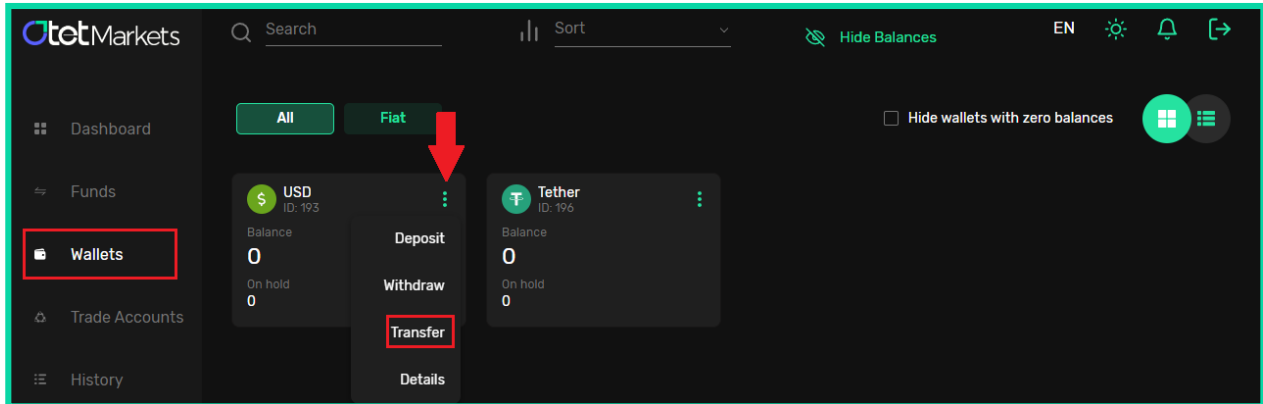 OtetMarkets
Search
Sort
Hide Balances
EN
Dashboard
Funds
Wallets
Trade Accounts
History
All
Fiat
Hide wallets with zero balances
USD
ID: 193
Balance
0
On hold
0
Deposit
Withdraw
Transfer
Details
Tether
ID: 196
Balance
0
On hold
0